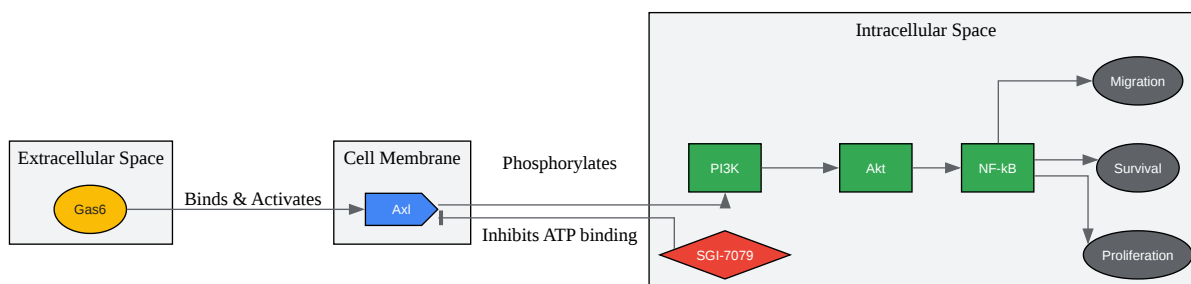 Extracellular Space
Gas6
Binds & Activates
Cell Membrane
Axl
Phosphorylates
Inhibits ATP binding
Intracellular Space
PI3K
Akt
NF-kB
Migration
Survival
Proliferation
SGI-7079